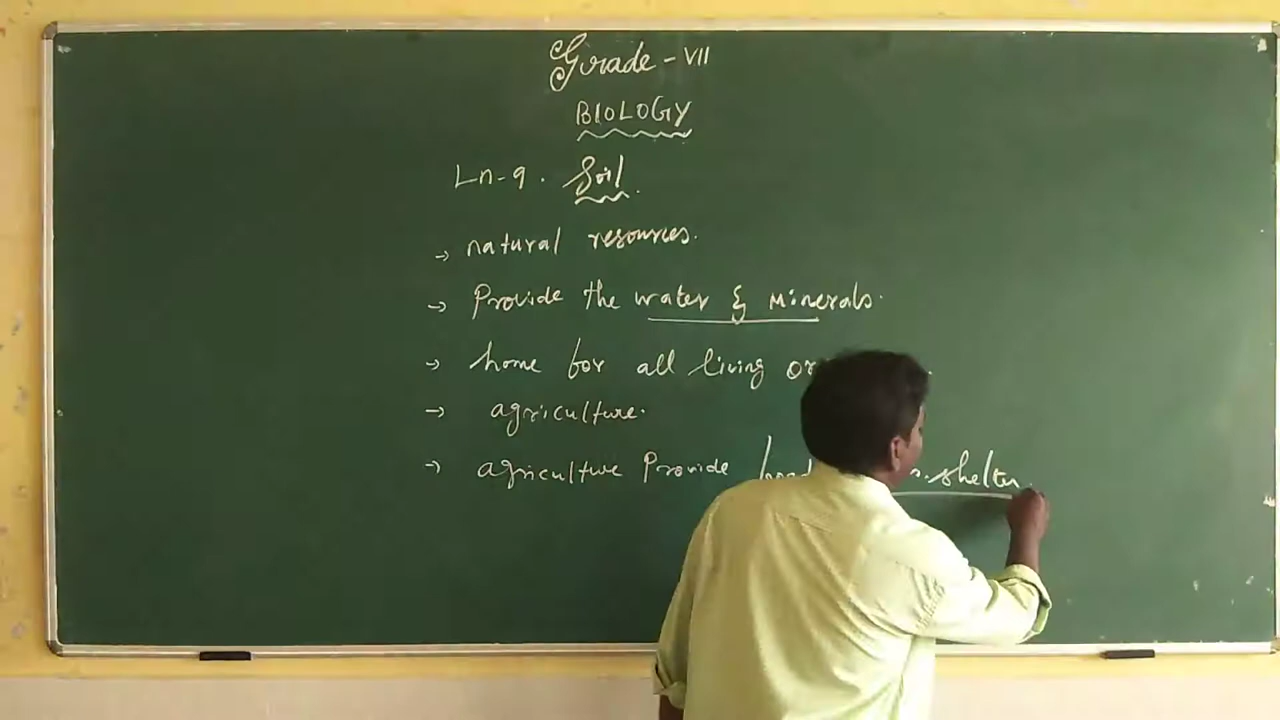 Grade - VII
BIOLOGY
Ln-9. Soil.
→ natural resources.
→ Provide the water & Minerals.
→ home for all living
→ agriculture.
→ agriculture Provide shelter.